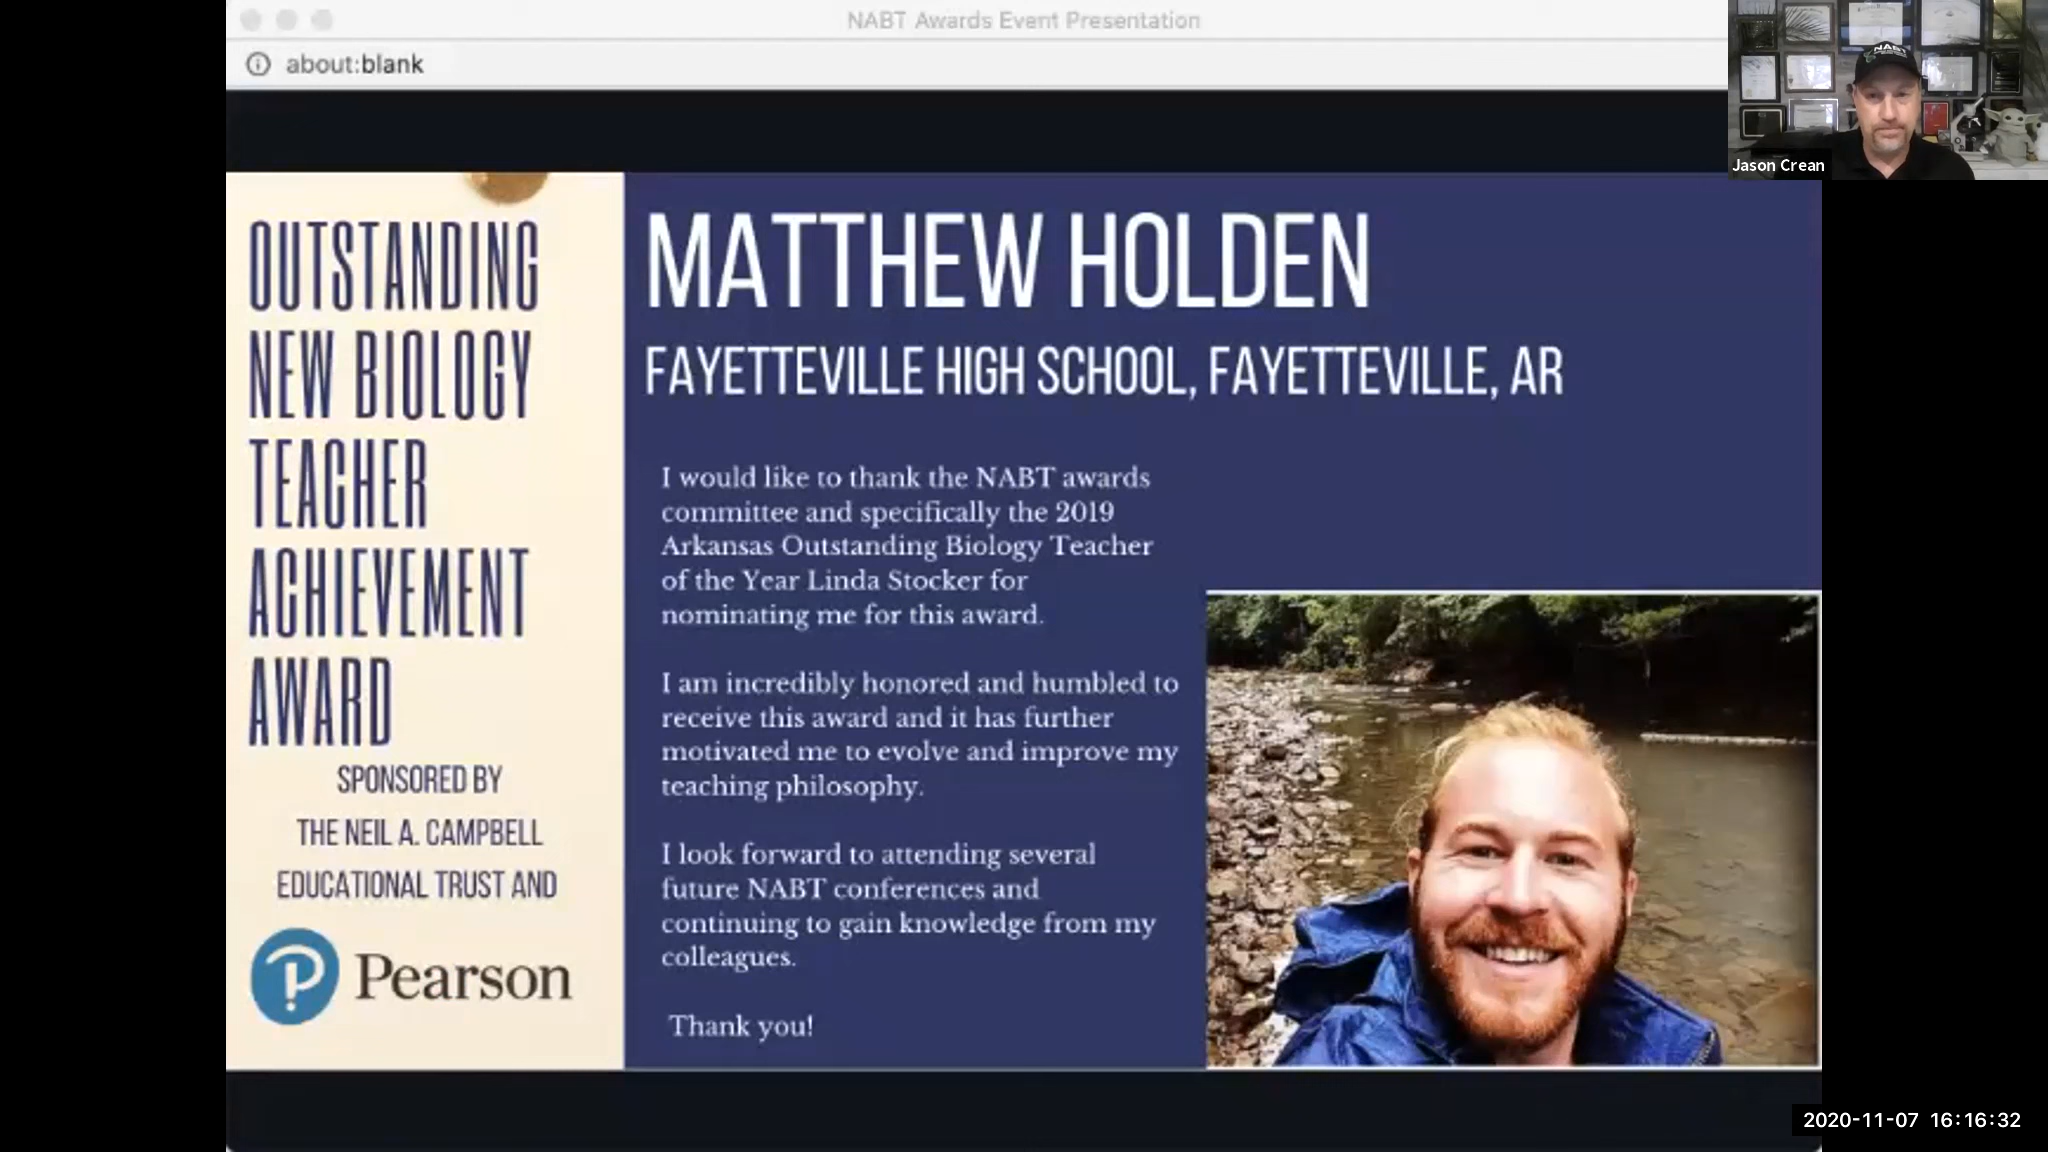 NABT Awards Event Presentation
about:blank
NABT
Jason Crean
OUTSTANDING
NEW BIOLOGY
TEACHER
ACHIEVEMENT
AWARD
SPONSORED BY
THE NEIL A. CAMPBELL
EDUCATIONAL TRUST AND
Pearson
MATTHEW HOLDEN
FAYETTEVILLE HIGH SCHOOL, FAYETTEVILLE, AR
I would like to thank the NABT awards
committee and specifically the 2019
Arkansas Outstanding Biology Teacher
of the Year Linda Stocker for
nominating me for this award.
I am incredibly honored and humbled to
receive this award and it has further
motivated me to evolve and improve my
teaching philosophy.
I look forward to attending several
future NABT conferences and
continuing to gain knowledge from my
colleagues.
Thank you!
2020-11-07 16:16:32